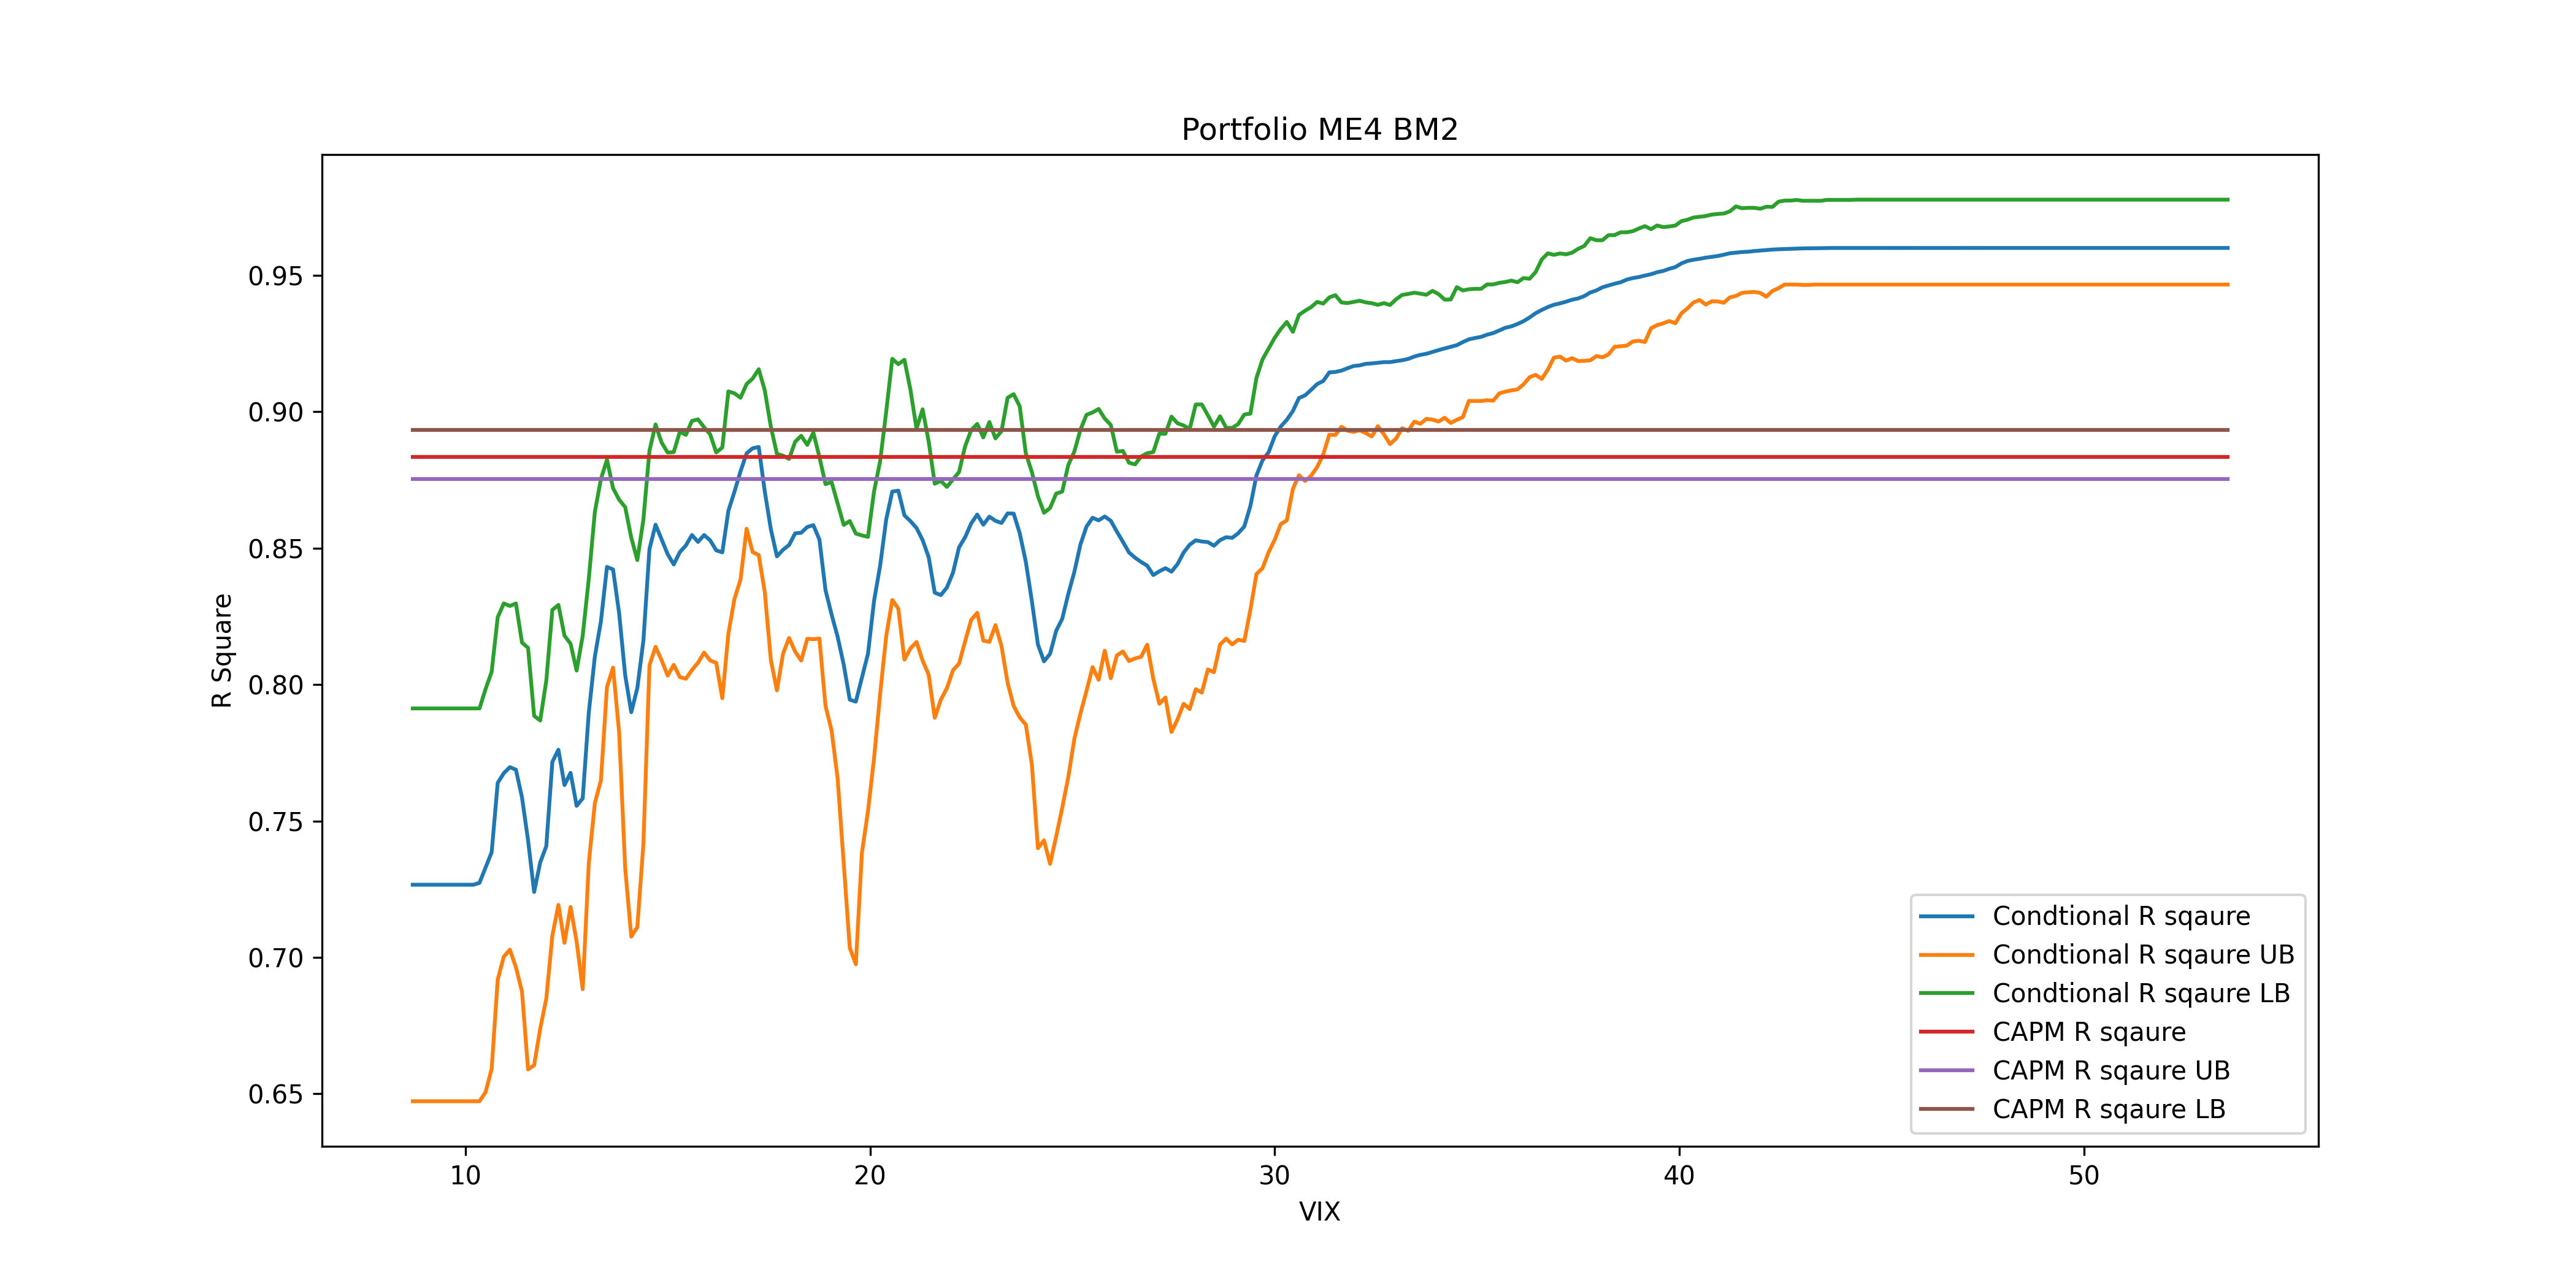 Portfolio ME4 BM2
R Square
0.95
0.90
0.85
0.80
0.75
0.70
0.65
10 20 30 40 50
VIX
Condtional R sqaure
Condtional R sqaure UB
Condtional R sqaure LB
CAPM R sqaure
CAPM R sqaure UB
CAPM R sqaure LB